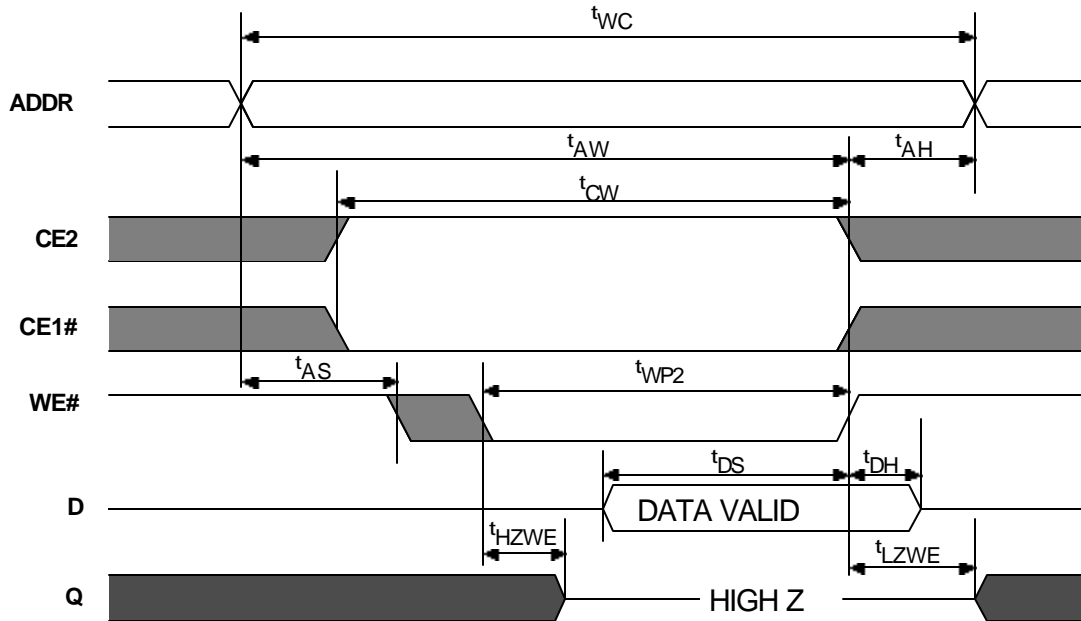 tWC
ADDR
tAW
tAH
tCW
CE2
CE1#
tAS
tWP2
WE#
tDS
tDH
D
DATA VALID
tHZWE
tLZWE
Q
HIGH Z